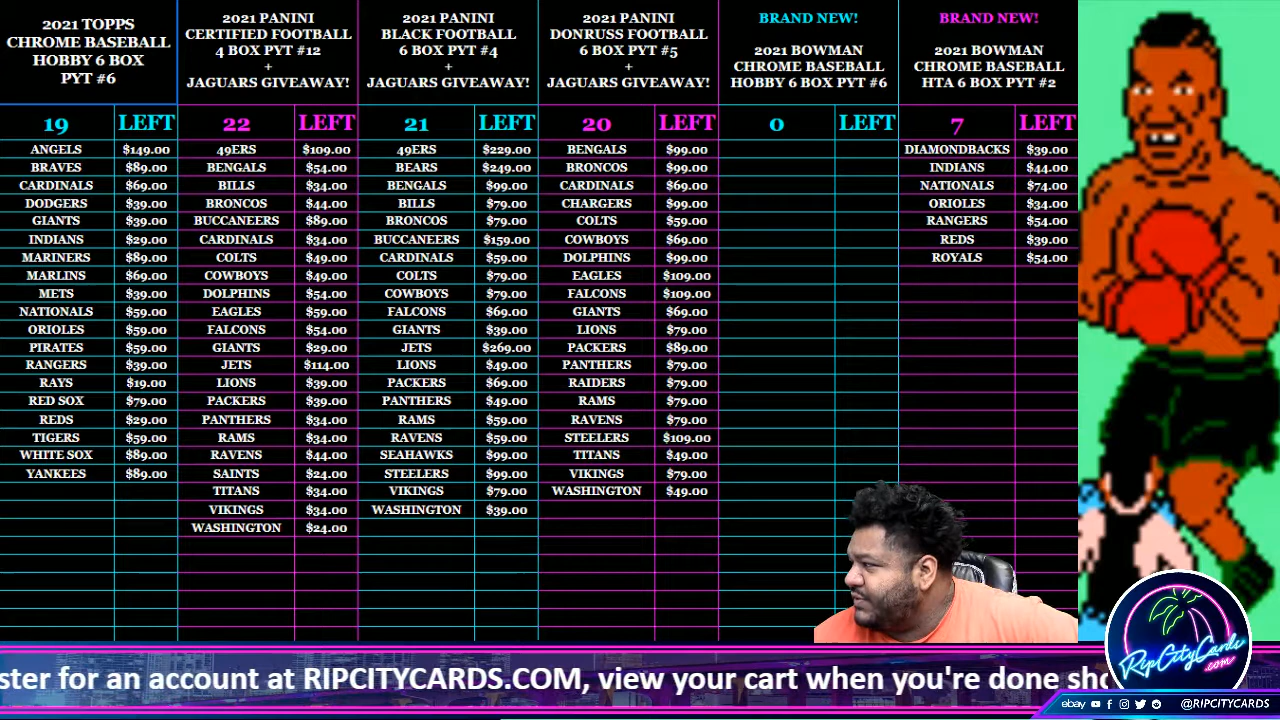 2021 TOPPS
CHROME BASEBALL
HOBBY 6 BOX
PYT #6
19 LEFT
ANGELS $149.00
BRAVES $89.00
CARDINALS $69.00
DODGERS $39.00
GIANTS $39.00
INDIANS $29.00
MARINERS $89.00
MARLINS $69.00
METS $39.00
NATIONALS $59.00
ORIOLES $59.00
PIRATES $59.00
RANGERS $39.00
RAYS $19.00
RED SOX $79.00
REDS $29.00
TIGERS $59.00
WHITE SOX $89.00
YANKEES $89.00
2021 PANINI
CERTIFIED FOOTBALL
4 BOX PYT #12
+
JAGUARS GIVEAWAY!
22 LEFT
49ERS $109.00
BENGALS $54.00
BILLS $34.00
BRONCOS $44.00
BUCCANEERS $89.00
CARDINALS $34.00
COLTS $49.00
COWBOYS $49.00
DOLPHINS $54.00
EAGLES $59.00
FALCONS $54.00
GIANTS $29.00
JETS $114.00
LIONS $39.00
PACKERS $39.00
PANTHERS $34.00
RAMS $34.00
RAVENS $44.00
SAINTS $24.00
TITANS $34.00
VIKINGS $34.00
WASHINGTON $24.00
2021 PANINI
BLACK FOOTBALL
6 BOX PYT #4
+
JAGUARS GIVEAWAY!
21 LEFT
49ERS $229.00
BEARS $249.00
BENGALS $99.00
BILLS $79.00
BRONCOS $79.00
BUCCANEERS $159.00
CARDINALS $59.00
COLTS $79.00
COWBOYS $79.00
FALCONS $69.00
GIANTS $39.00
JETS $269.00
LIONS $49.00
PACKERS $69.00
PANTHERS $49.00
RAMS $59.00
RAVENS $59.00
SEAHAWKS $99.00
STEELERS $99.00
VIKINGS $79.00
WASHINGTON $39.00
2021 PANINI
DONRUSS FOOTBALL
6 BOX PYT #5
+
JAGUARS GIVEAWAY!
20 LEFT
BENGALS $99.00
BRONCOS $99.00
CARDINALS $69.00
CHARGERS $99.00
COLTS $59.00
COWBOYS $69.00
DOLPHINS $99.00
EAGLES $109.00
FALCONS $109.00
GIANTS $69.00
LIONS $79.00
PACKERS $89.00
PANTHERS $79.00
RAIDERS $79.00
RAMS $79.00
RAVENS $79.00
STEELERS $109.00
TITANS $49.00
VIKINGS $79.00
WASHINGTON $49.00
BRAND NEW!
2021 BOWMAN
CHROME BASEBALL
HOBBY 6 BOX PYT #6
0 LEFT
BRAND NEW!
2021 BOWMAN
CHROME BASEBALL
HTA 6 BOX PYT #2
7 LEFT
DIAMONDBACKS $39.00
INDIANS $44.00
NATIONALS $74.00
ORIOLES $34.00
RANGERS $54.00
REDS $39.00
ROYALS $54.00
ster for an account at RIPCITYCARDS.COM, view your cart when you're done sho
RipCityCards
.com
ebay @RIPCITYCARDS